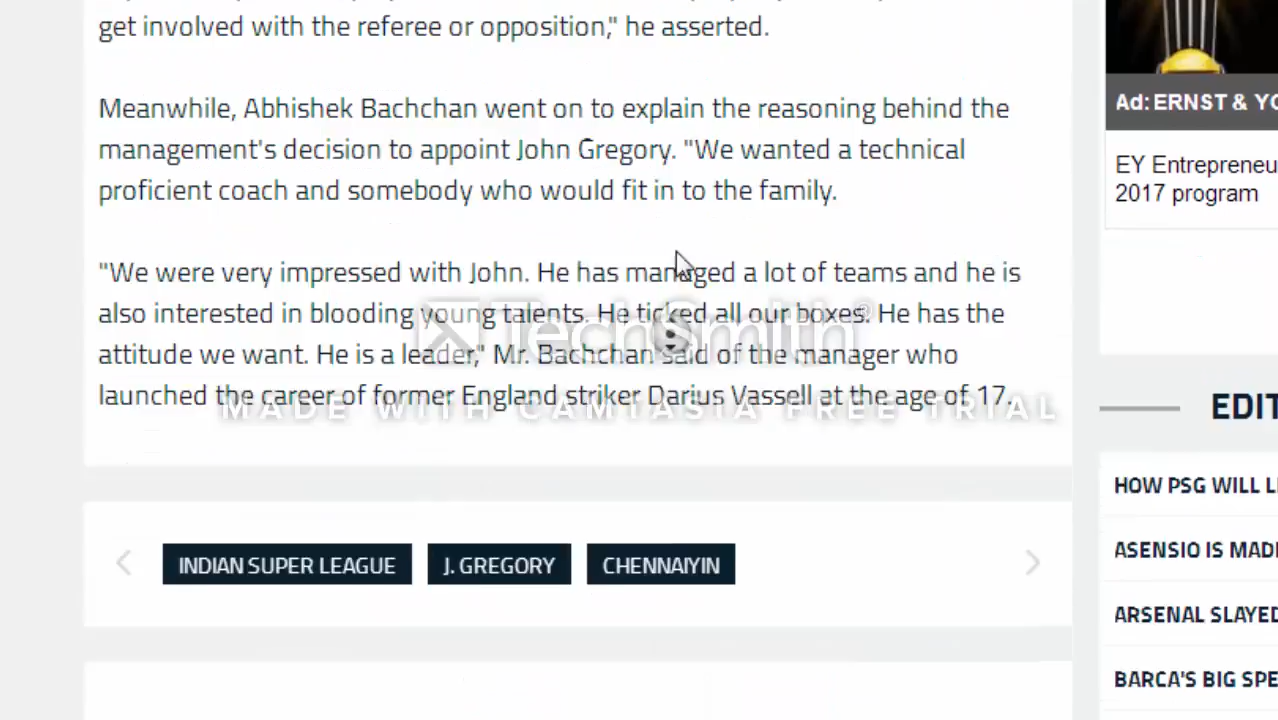 get involved with the referee or opposition," he asserted.
Meanwhile, Abhishek Bachchan went on to explain the reasoning behind the
management's decision to appoint John Gregory. "We wanted a technical
proficient coach and somebody who would fit in to the family.
"We were very impressed with John. He has managed a lot of teams and he is
also interested in blooding young talents. He ticked all our boxes. He has the
attitude we want. He is a leader," Mr. Bachchan said of the manager who
launched the career of former England striker Darius Vassell at the age of 17.
TechSmith®
MADE WITH CAMTASIA FREE TRIAL
INDIAN SUPER LEAGUE
J. GREGORY
CHENNAIYIN
Ad: ERNST & YO
EY Entrepreneu
2017 program
EDIT
HOW PSG WILL L
ASENSIO IS MAD
ARSENAL SLAYED
BARCA'S BIG SPE